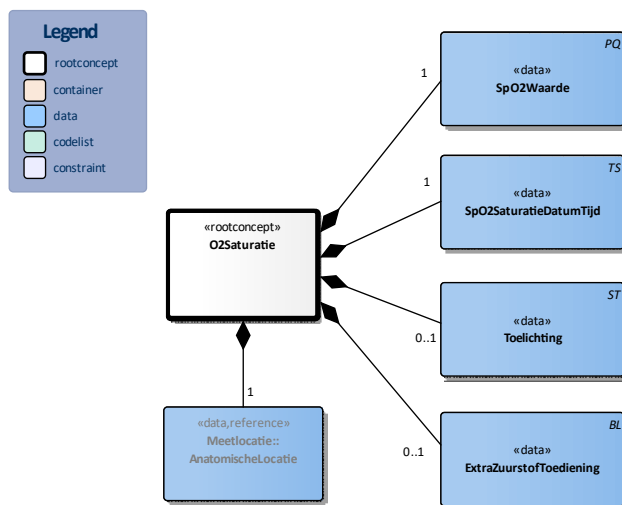 Legend
rootconcept
container
data
codelist
constraint
PQ
«data»
SpO2Waarde
1
TS
«data»
SpO2SaturatieDatumTijd
1
«rootconcept»
O2Saturatie
ST
«data»
Toelichting
0..1
1
«data,reference»
Meetlocatie::
AnatomischeLocatie
BL
«data»
ExtraZuurstofToediening
0..1